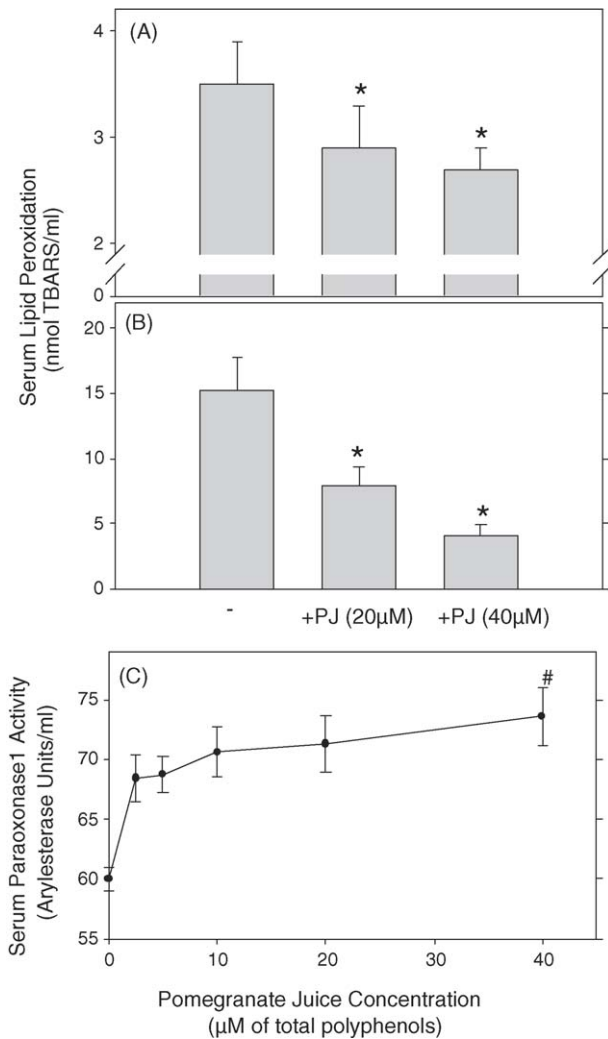 (A)
4
*
*
3
2
0
Serum Lipid Peroxidation
(nmol TBARS/ml)
(B)
20
15
10
*
*
5
0
- +PJ (20μM) +PJ (40μM)
(C)
#
75
70
65
60
55
Serum Paraoxonase1 Activity
(Arylesterase Units/ml)
0 10 20 30 40
Pomegranate Juice Concentration
(μM of total polyphenols)